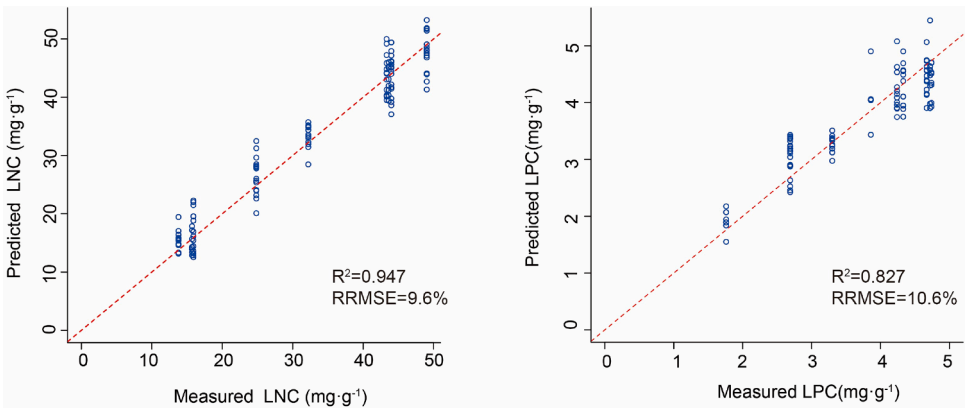 Predicted LNC (mg·g⁻¹)
50
40
30
20
10
0
R²=0.947
RRMSE=9.6%
0 10 20 30 40 50
Measured LNC (mg·g⁻¹)
Predicted LPC(mg·g⁻¹)
5
4
3
2
1
0
R²=0.827
RRMSE=10.6%
0 1 2 3 4 5
Measured LPC(mg·g⁻¹)